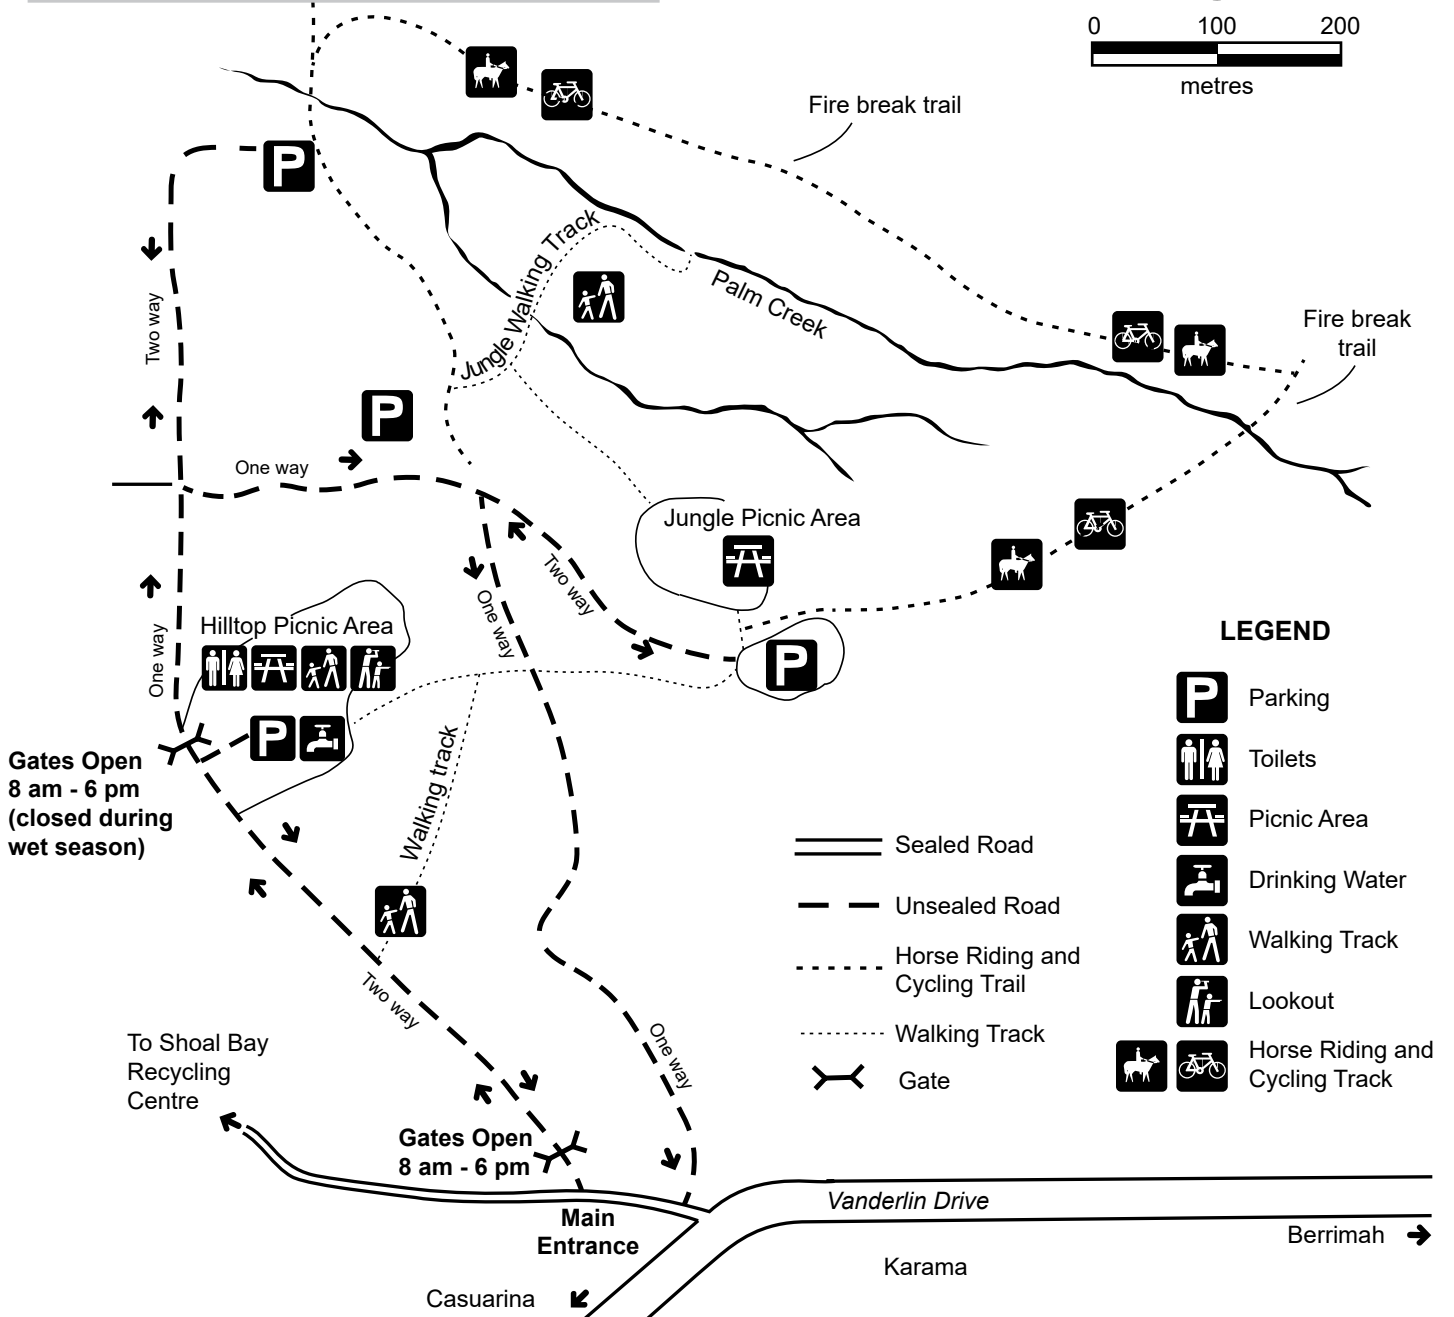 0 100 200
metres
Fire break trail
P
Two way
Jungle Walking Track
Palm Creek
Fire break
trail
P
One way
Jungle Picnic Area
Two way
One way
One way
Hilltop Picnic Area
P
P
Gates Open
8 am - 6 pm
(closed during
wet season)
Walking track
Two way
One way
LEGEND
P Parking
Toilets
Picnic Area
Drinking Water
Walking Track
Lookout
Horse Riding and
Cycling Track
Sealed Road
Unsealed Road
Horse Riding and
Cycling Trail
Walking Track
Gate
To Shoal Bay
Recycling
Centre
Gates Open
8 am - 6 pm
Main
Entrance
Vanderlin Drive
Berrimah
Karama
Casuarina